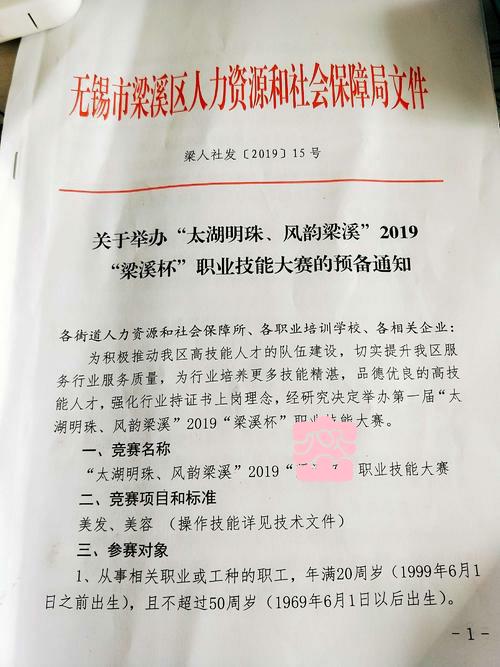 无锡市梁溪区人力资源和社会保障局文件
梁人社发〔2019〕15号
关于举办“太湖明珠、风韵梁溪”2019
“梁溪杯”职业技能大赛的预备通知
各街道人力资源和社会保障所、各职业培训学校、各相关企业：
为积极推动我区高技能人才的队伍建设，切实提升我区服
务行业服务质量，为行业培养更多技能精湛，品德优良的高技
能人才，强化行业持证书上岗理念，经研究决定举办第一届“太
湖明珠、风韵梁溪”2019“梁溪杯”职业技能大赛。
一、竞赛名称
“太湖明珠、风韵梁溪”2019“ 职业技能大赛
二、竞赛项目和标准
美发、美容（操作技能详见技术文件）
三、参赛对象
1、从事相关职业或工种的职工，年满20周岁（1999年6月1
日之前出生），且不超过50周岁（1969年6月1日以后出生）。
-1-